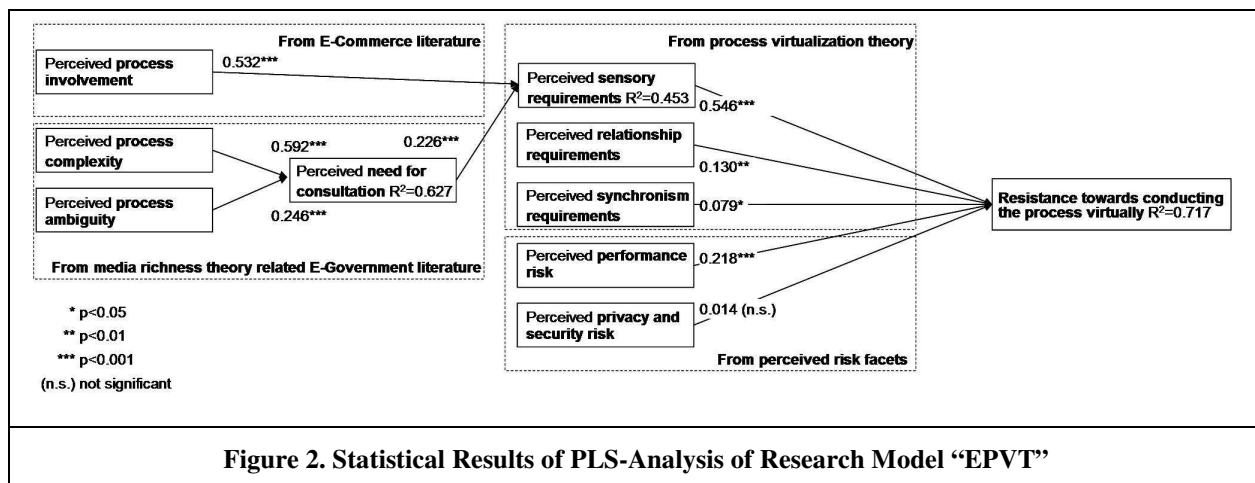 From E-Commerce literature
Perceived process
involvement
0.532***
Perceived process
complexity
0.592***
0.226***
Perceived need for
consultation R²=0.627
Perceived process
ambiguity
0.246***
From media richness theory related E-Government literature
From process virtualization theory
Perceived sensory
requirements R²=0.453
0.546***
Perceived relationship
requirements
0.130**
Perceived synchronism
requirements
0.079*
Perceived performance
risk
0.218***
Perceived privacy and
security risk
0.014 (n.s.)
From perceived risk facets
Resistance towards conducting
the process virtually R²=0.717
* p<0.05
** p<0.01
*** p<0.001
(n.s.) not significant
Figure 2. Statistical Results of PLS-Analysis of Research Model “EPVT”